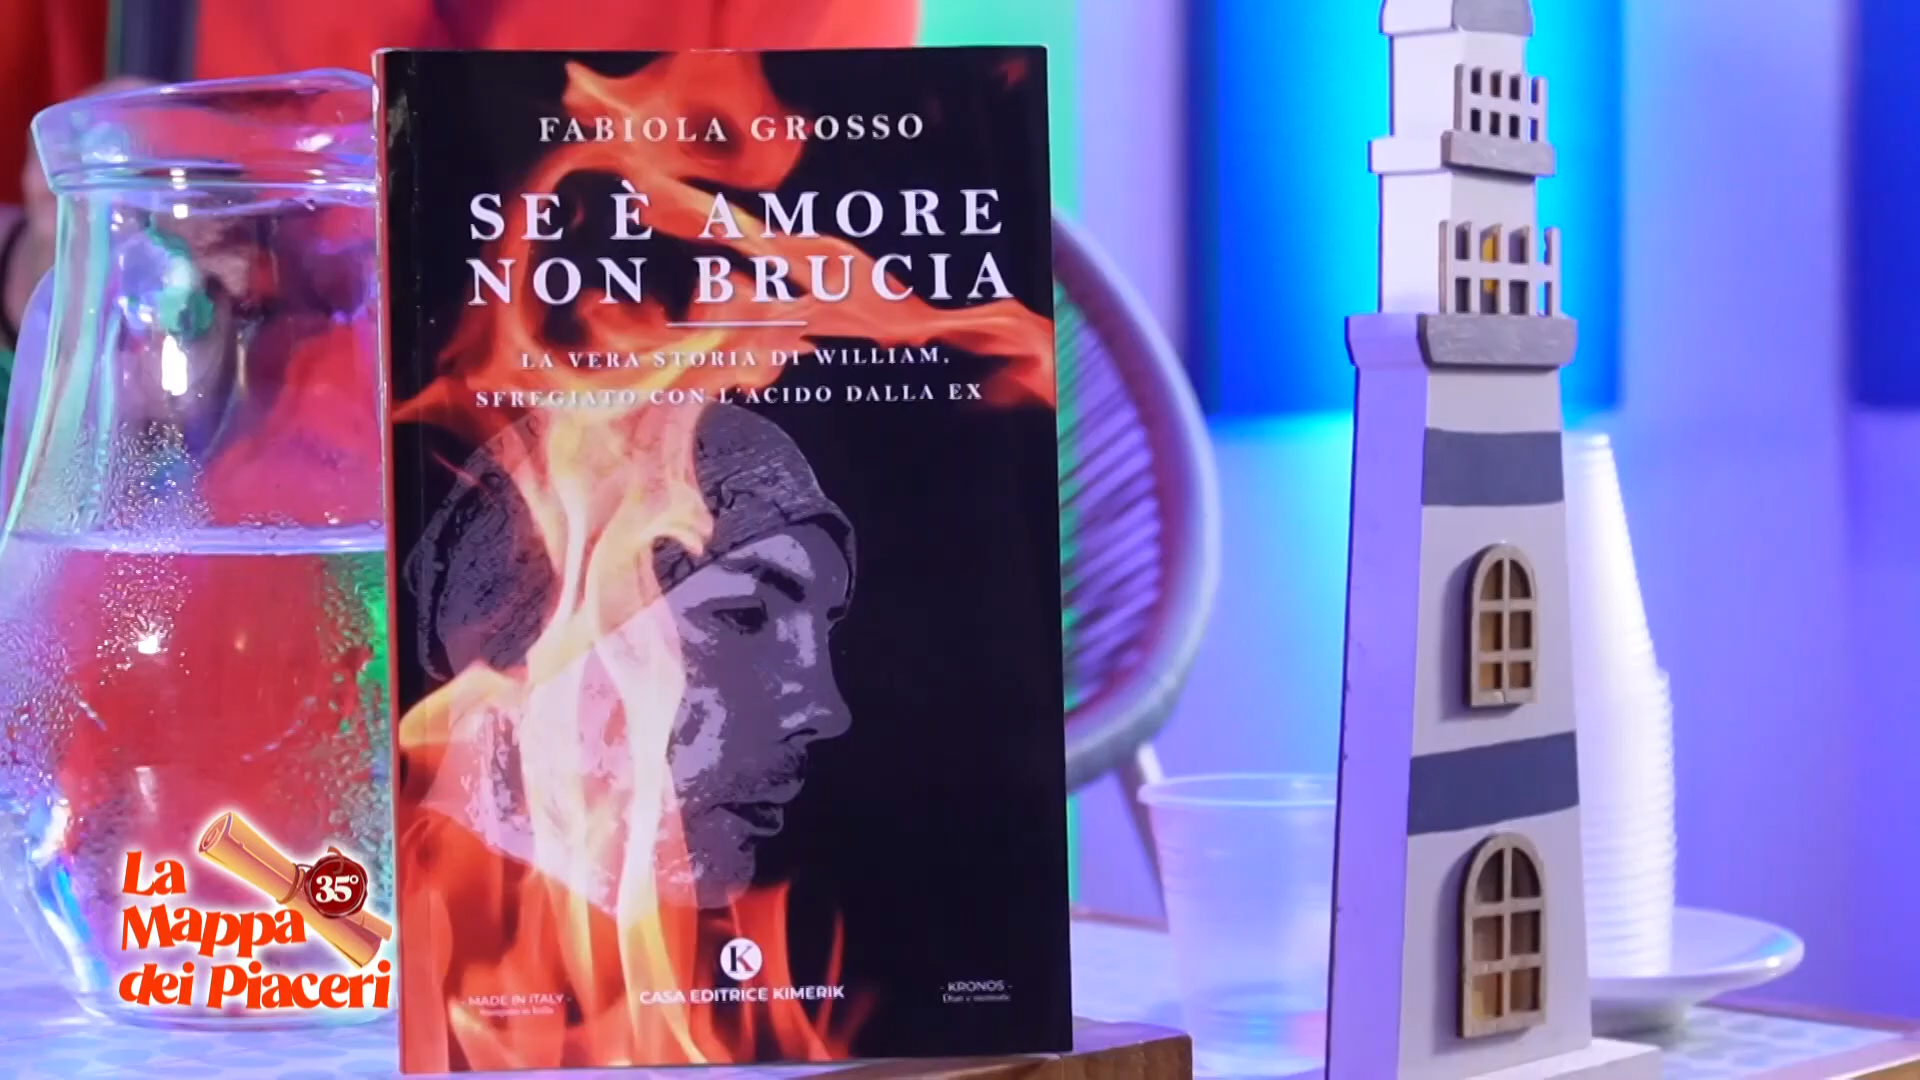 FABIOLA GROSSO
SE È AMORE
NON BRUCIA
LA VERA STORIA DI WILLIAM,
SFREGIATO CON L'ACIDO DALLA EX
K
CASA EDITRICE KIMERIK
- MADE IN ITALY -
- KRONOS -
La
Mappa
dei Piaceri
35°